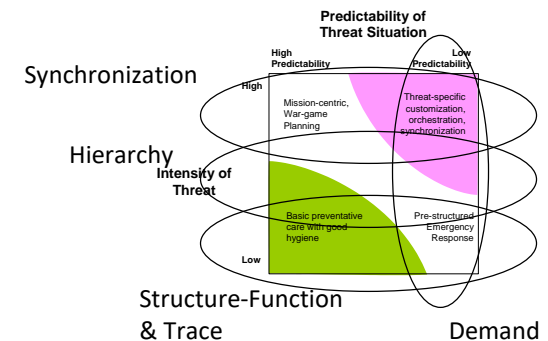 Predictability of
Threat Situation
High
Predictability
Low
Predictability
Synchronization
High
Mission-centric,
War-game
Planning
Threat-specific
customization,
orchestration,
synchronization
Hierarchy
Intensity of
Threat
Basic preventative
care with good
hygiene
Pre-structured
Emergency
Response
Low
Structure-Function
& Trace
Demand